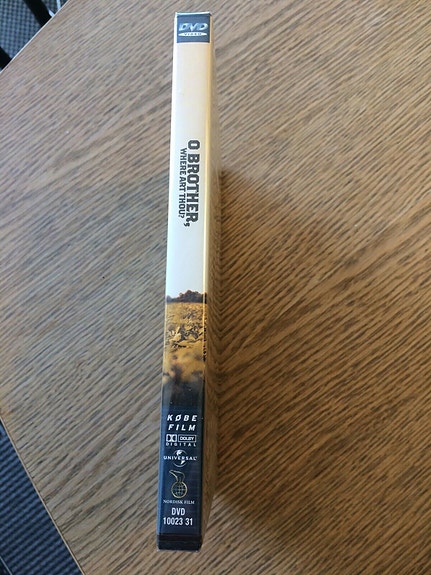 DVD
VIDEO
O BROTHER,
WHERE ART THOU?
KØBE
FILM
DOLBY
DIGITAL
UNIVERSAL
NORDISK FILM
DVD
10023 31